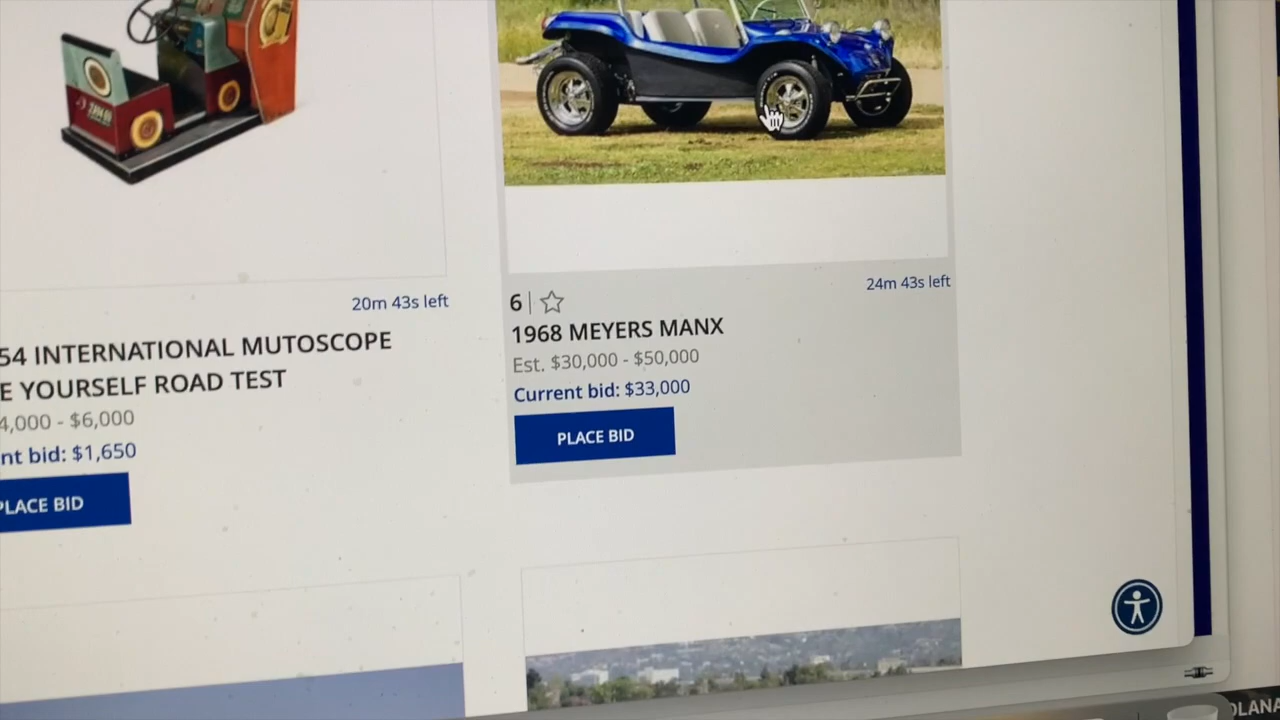 20m 43s left
54 INTERNATIONAL MUTOSCOPE
E YOURSELF ROAD TEST
4,000 - $6,000
nt bid: $1,650
PLACE BID
24m 43s left
6
1968 MEYERS MANX
Est. $30,000 - $50,000
Current bid: $33,000
PLACE BID
OLANA